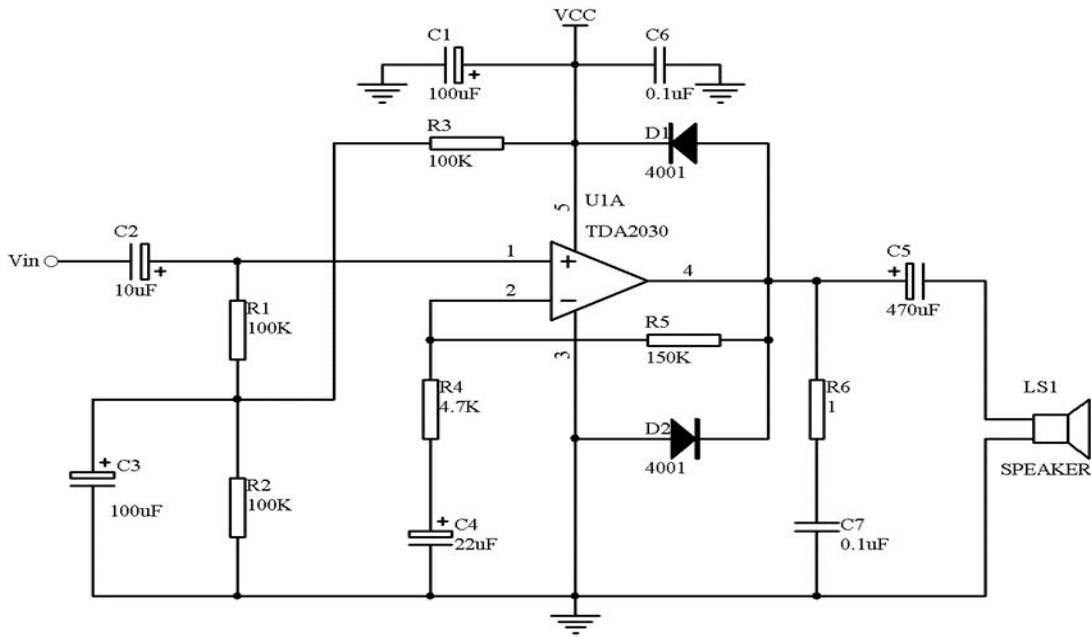 VCC
C1
+
100uF
C6
0.1uF
R3
100K
D1
4001
5
U1A
TDA2030
C2
+
10uF
Vin
1
+
2
−
4
C5
+
470uF
R1
100K
3
R5
150K
R4
4.7K
R6
1
LS1
SPEAKER
D2
4001
+
C3
100uF
R2
100K
+
C4
22uF
C7
0.1uF